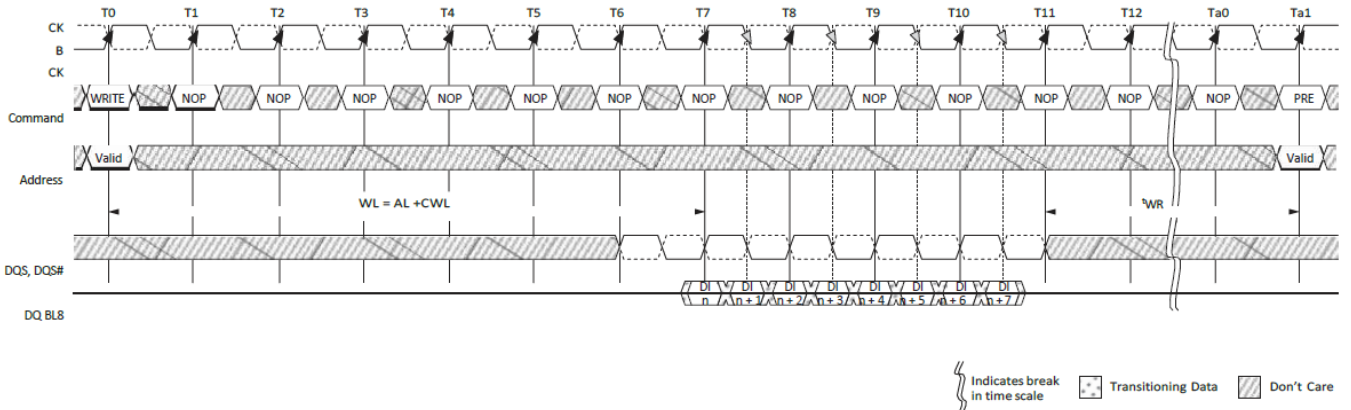 T0 T1 T2 T3 T4 T5 T6 T7 T8 T9 T10 T11 T12 Ta0 Ta1
CK
B
CK
WRITE NOP NOP NOP NOP NOP NOP NOP NOP NOP NOP NOP NOP NOP PRE
Command
Valid Valid
Address
WL = AL +CWL tWR
DQS, DQS#
DI DI DI DI DI DI DI DI
n n + 1 n + 2 n + 3 n + 4 n + 5 n + 6 n + 7
DQ BL8
Indicates break
in time scale
Transitioning Data
Don't Care